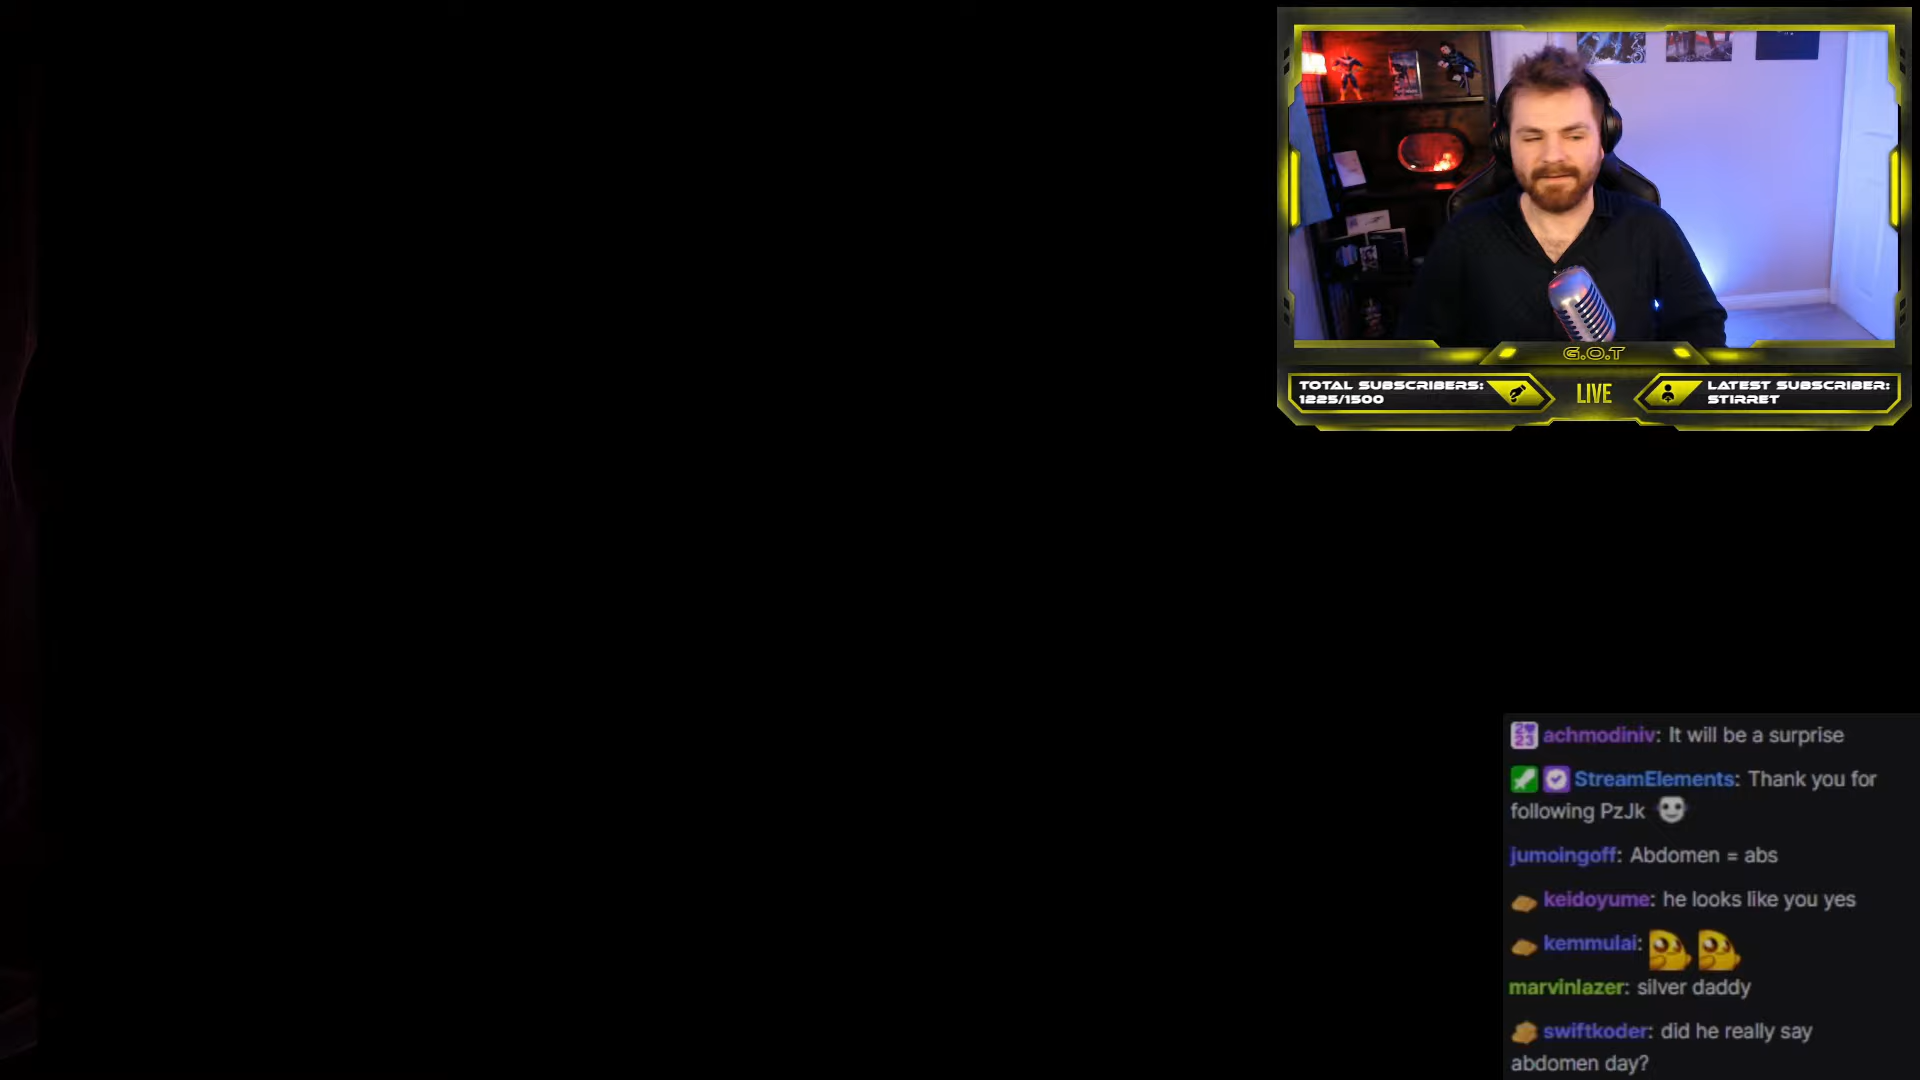 G.O.T
TOTAL SUBSCRIBERS:
1225/1500
LIVE
LATEST SUBSCRIBER:
STIRRET
achmodiniv: It will be a surprise
StreamElements: Thank you for
following PzJk
jumoingoff: Abdomen = abs
keidoyume: he looks like you yes
kemmulai:
marvinlazer: silver daddy
swiftkoder: did he really say
abdomen day?